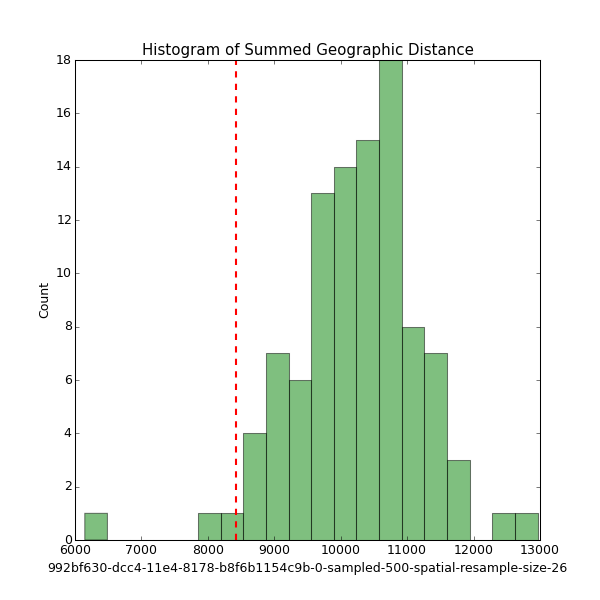 Histogram of Summed Geographic Distance
18
16
14
12
10
8
6
4
2
0
Count
6000 7000 8000 9000 10000 11000 12000 13000
992bf630-dcc4-11e4-8178-b8f6b1154c9b-0-sampled-500-spatial-resample-size-26